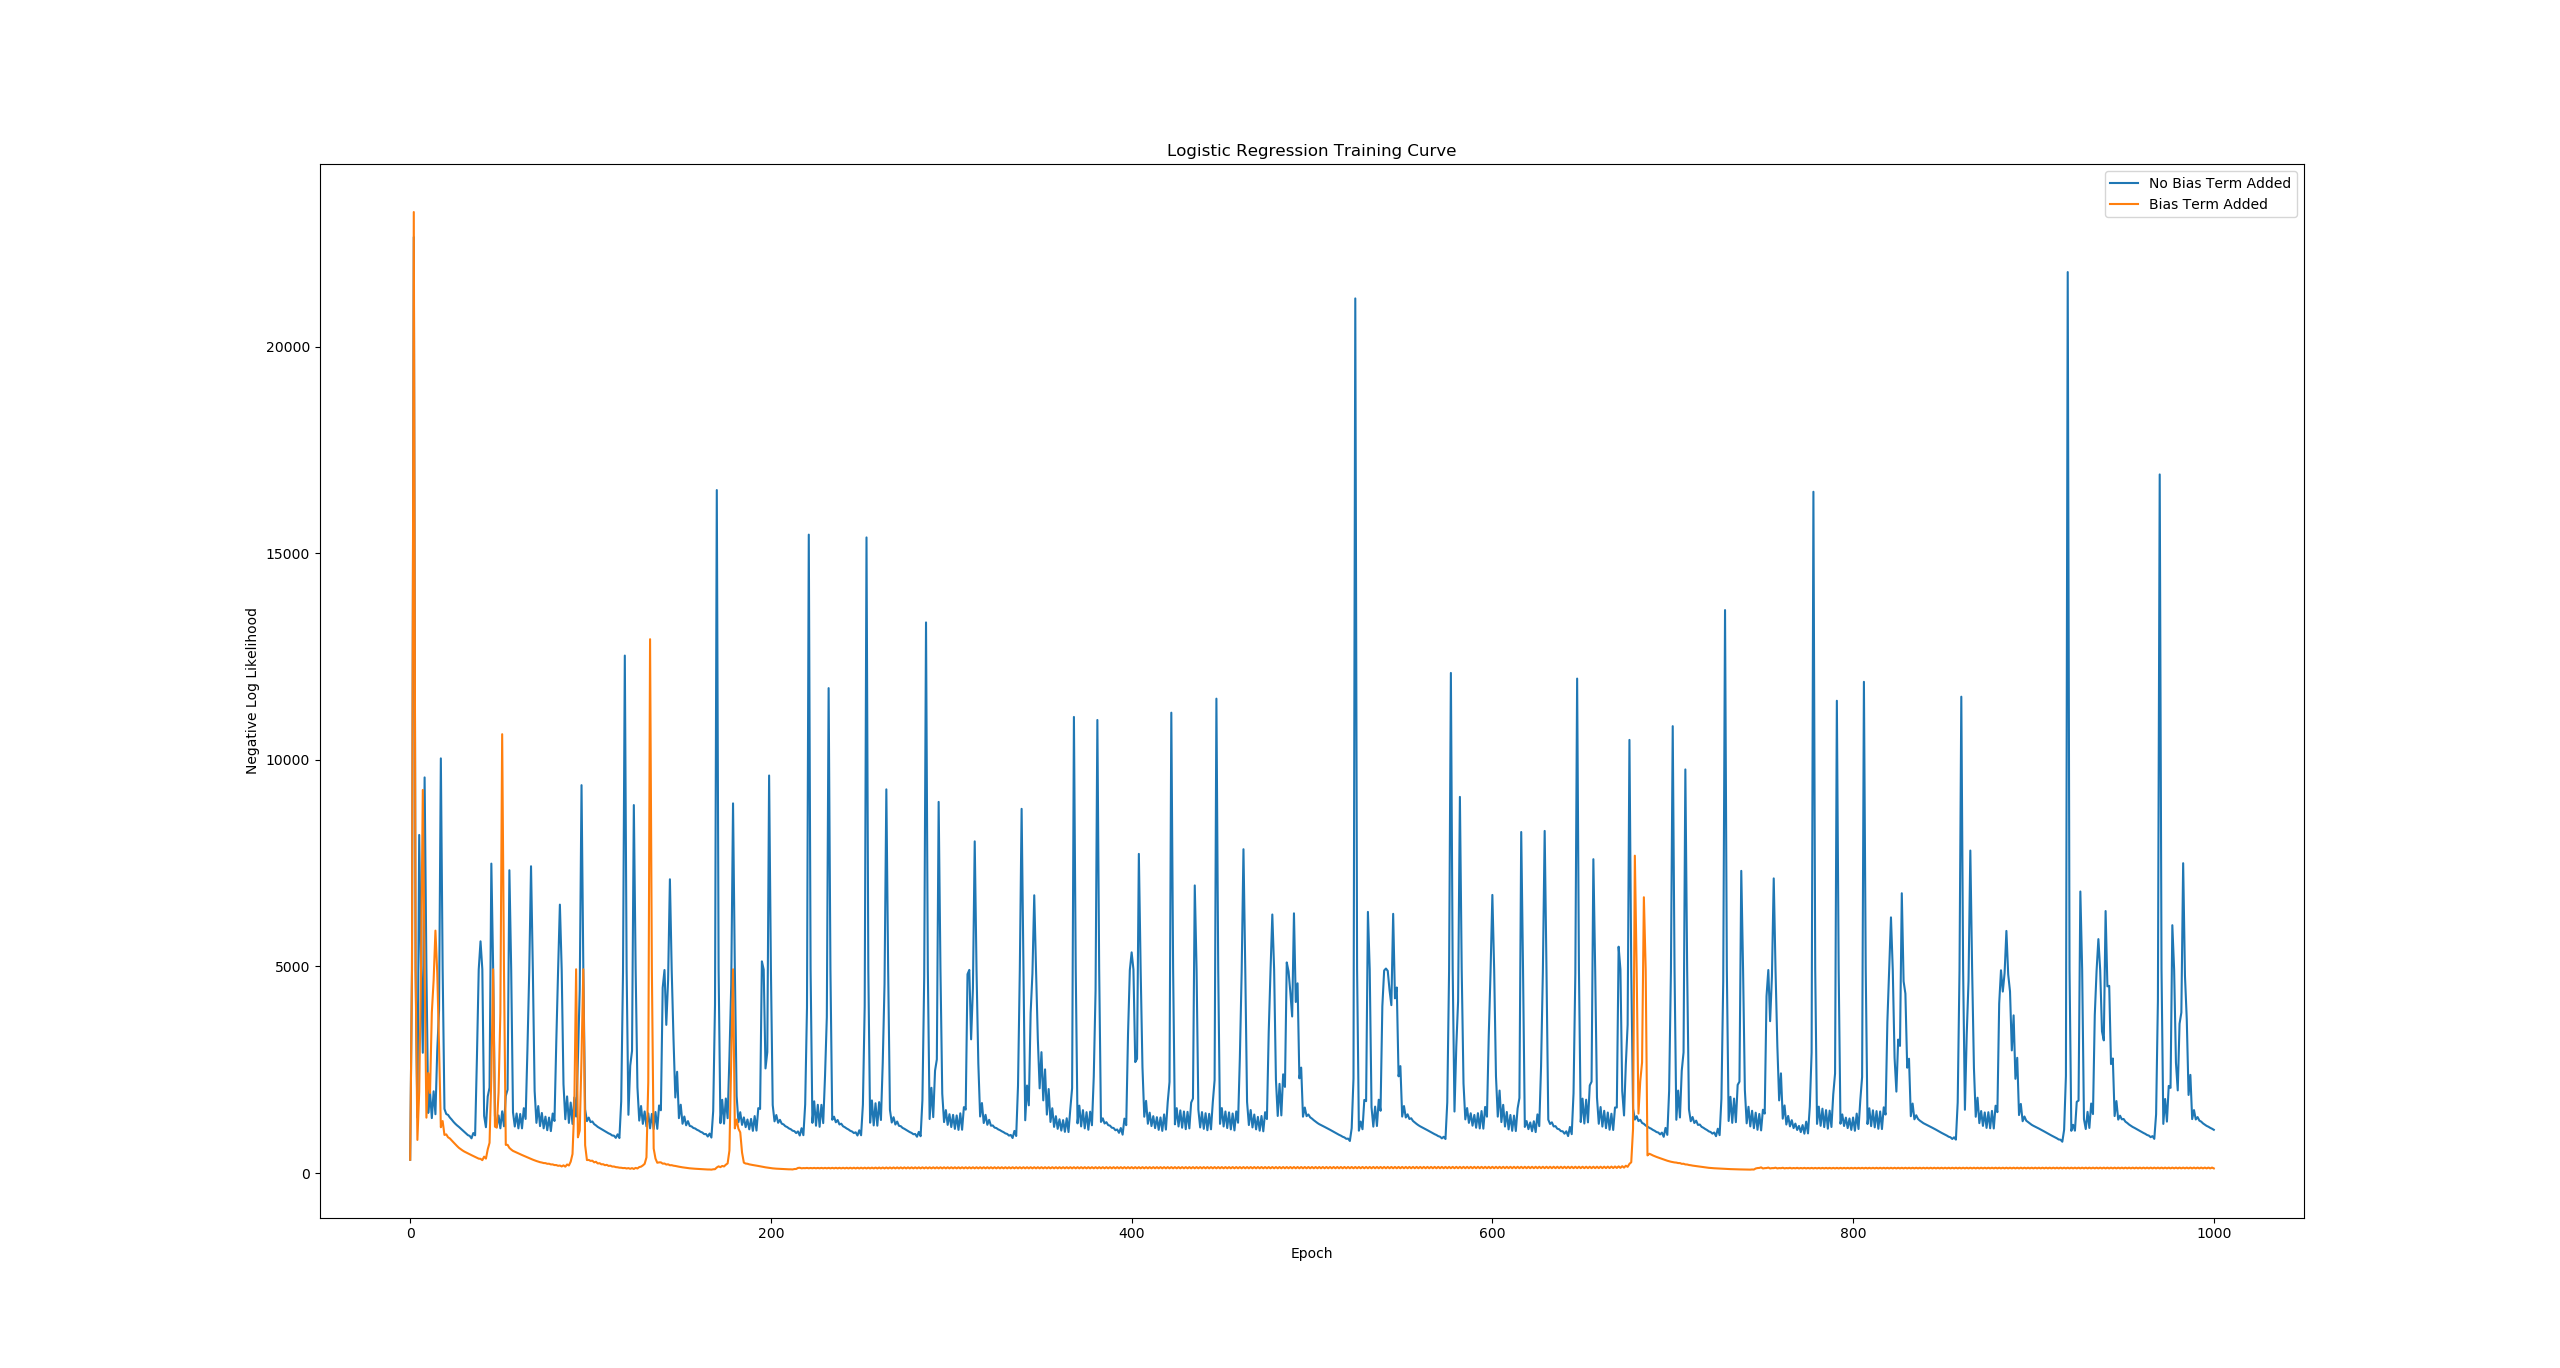 Logistic Regression Training Curve
No Bias Term Added
Bias Term Added
Negative Log Likelihood
20000
15000
10000
5000
0
0 200 400 600 800 1000
Epoch